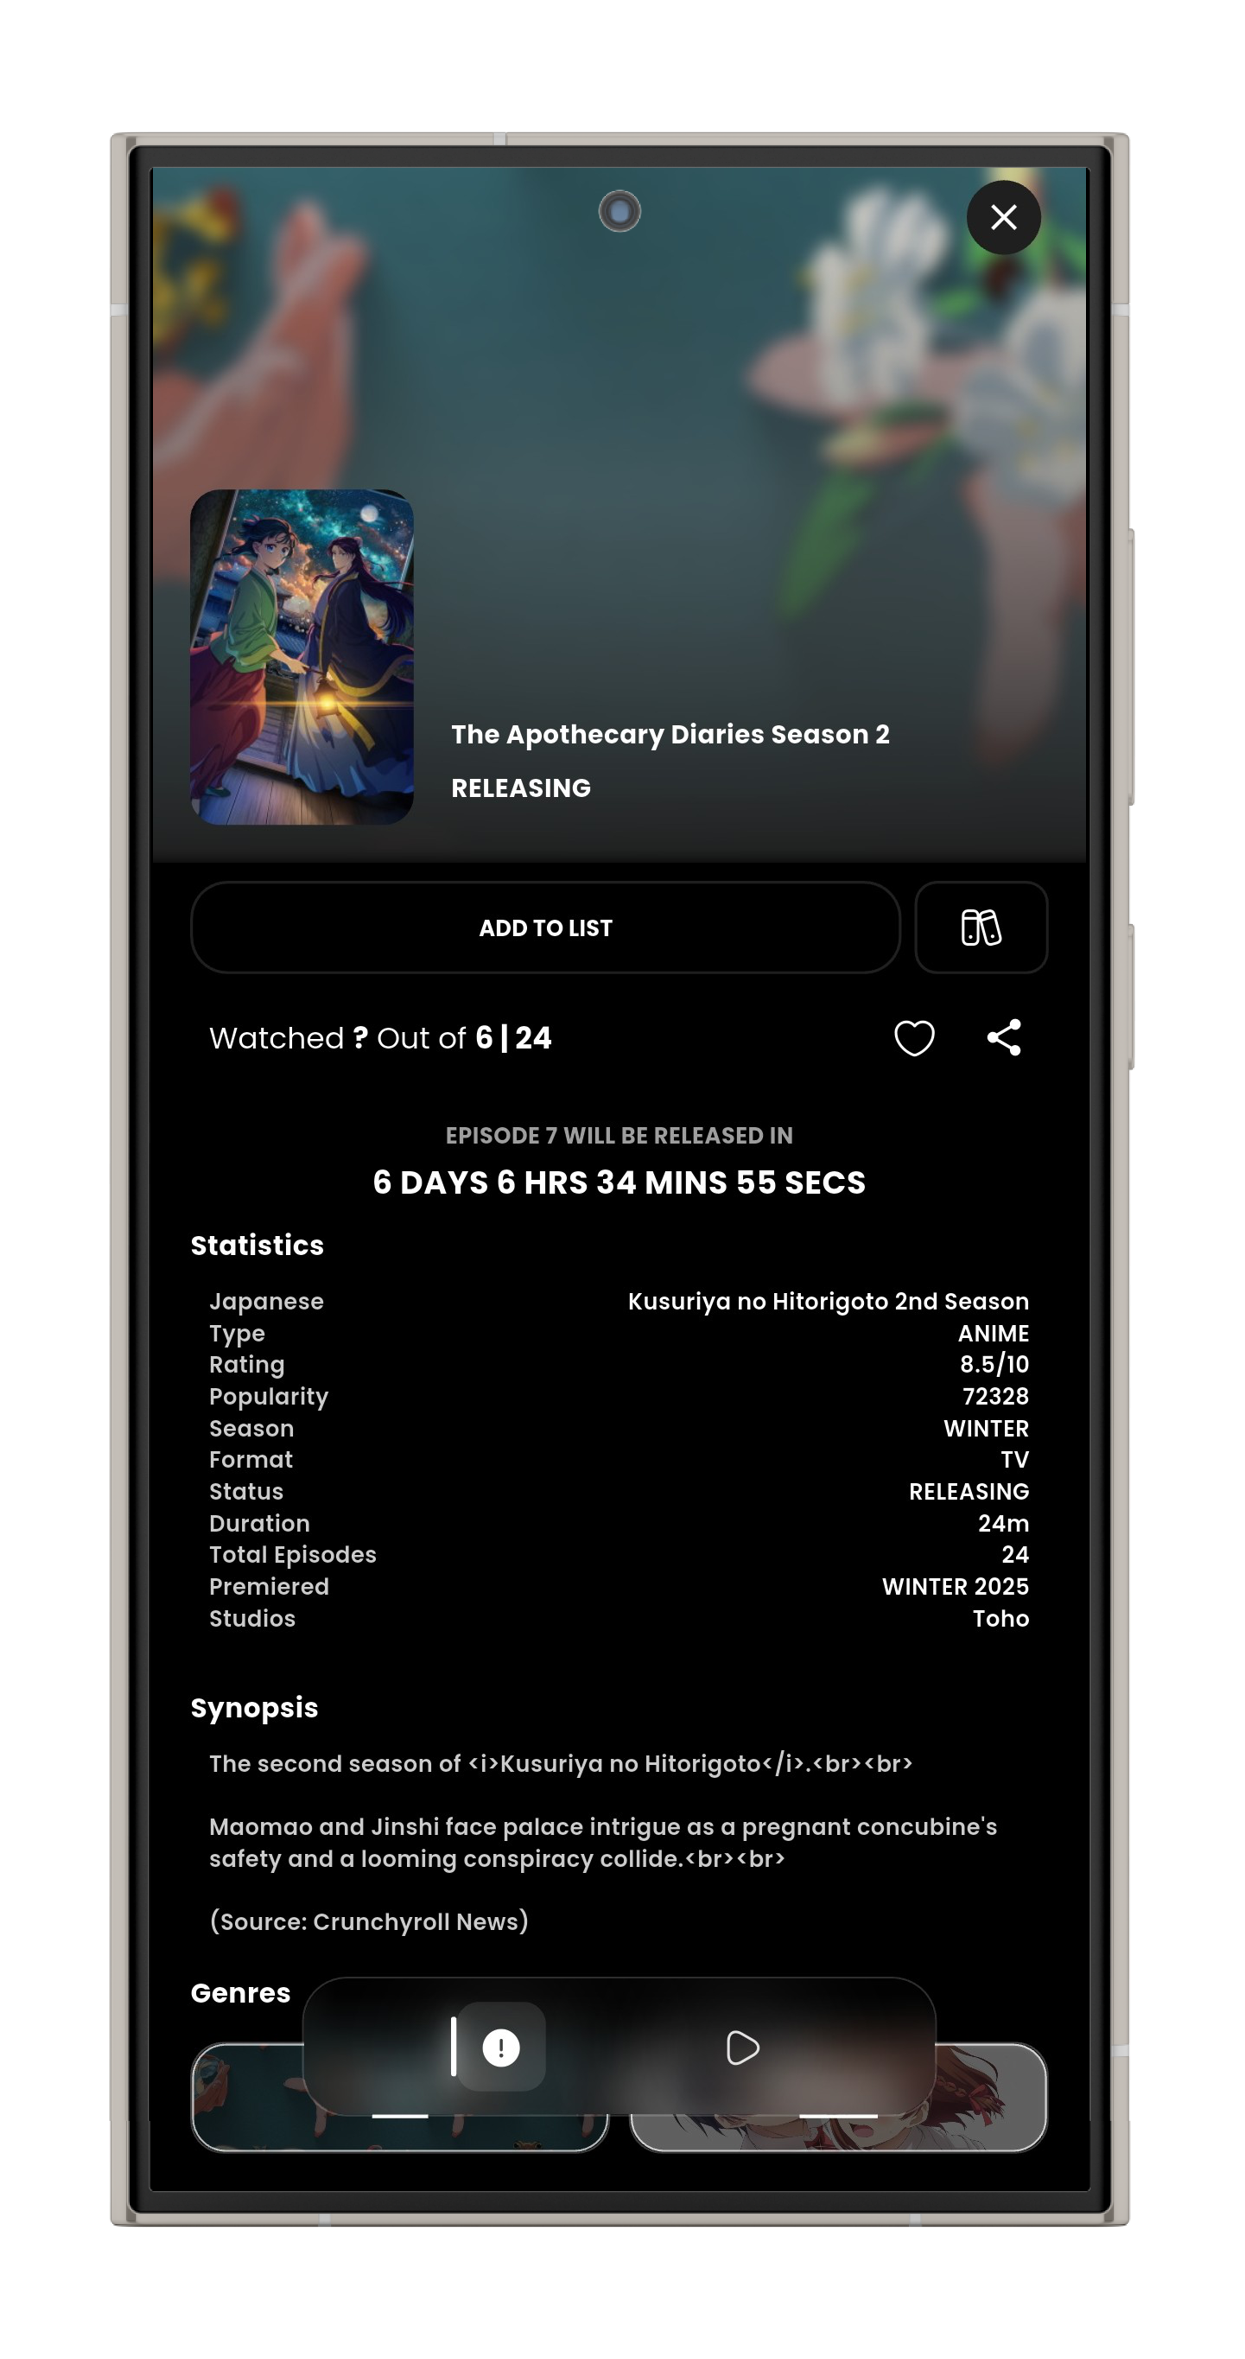 The Apothecary Diaries Season 2
RELEASING
ADD TO LIST
Watched ? Out of 6 | 24
EPISODE 7 WILL BE RELEASED IN
6 DAYS 6 HRS 34 MINS 55 SECS
Statistics
Japanese Kusuriya no Hitorigoto 2nd Season
Type ANIME
Rating 8.5/10
Popularity 72328
Season WINTER
Format TV
Status RELEASING
Duration 24m
Total Episodes 24
Premiered WINTER 2025
Studios Toho
Synopsis
The second season of <i>Kusuriya no Hitorigoto</i>.<br><br>
Maomao and Jinshi face palace intrigue as a pregnant concubine's
safety and a looming conspiracy collide.<br><br>
(Source: Crunchyroll News)
Genres